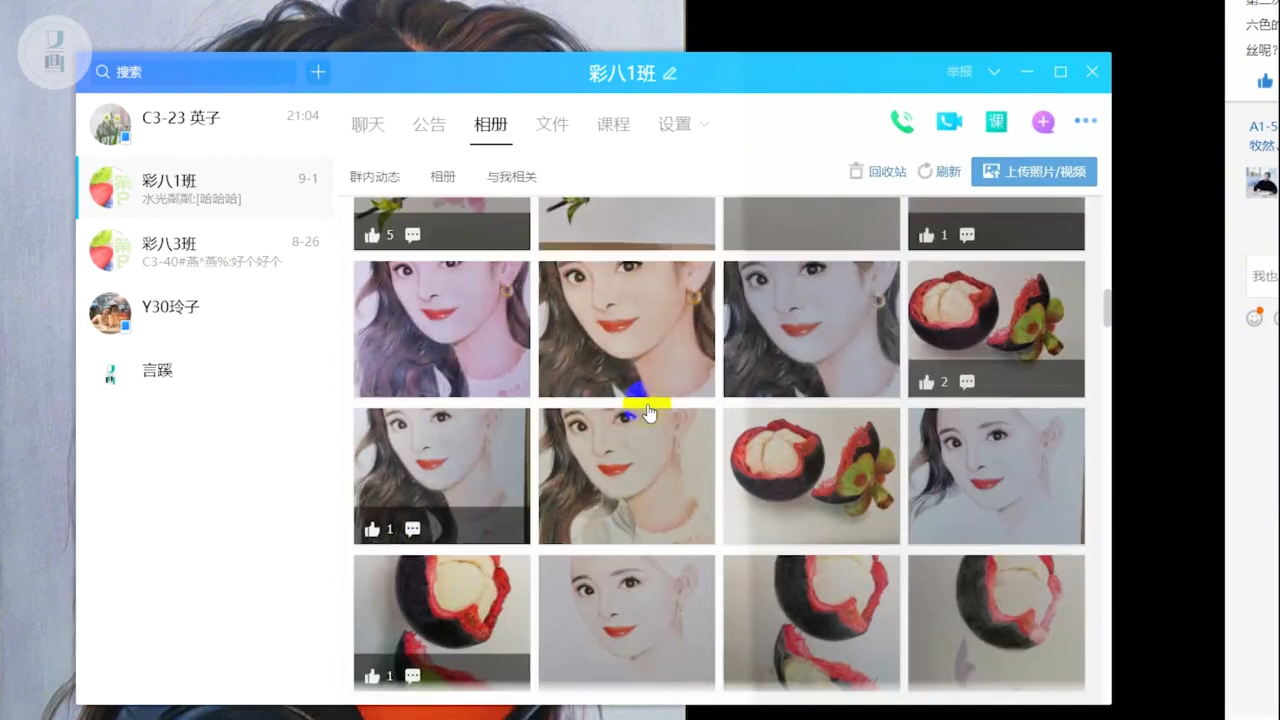 搜索
彩八1班
举报
C3-23 英子
21:04
彩八1班
9-1
水光粼粼:[哈哈哈]
彩八3班
8-26
C3-40#燕*燕%:好个好个
Y30玲子
言蹊
聊天
公告
相册
文件
课程
设置
课
群内动态
相册
与我相关
回收站
刷新
上传照片/视频
5
1
2
1
1
六色的
丝呢?
A1-5
牧然、
我也